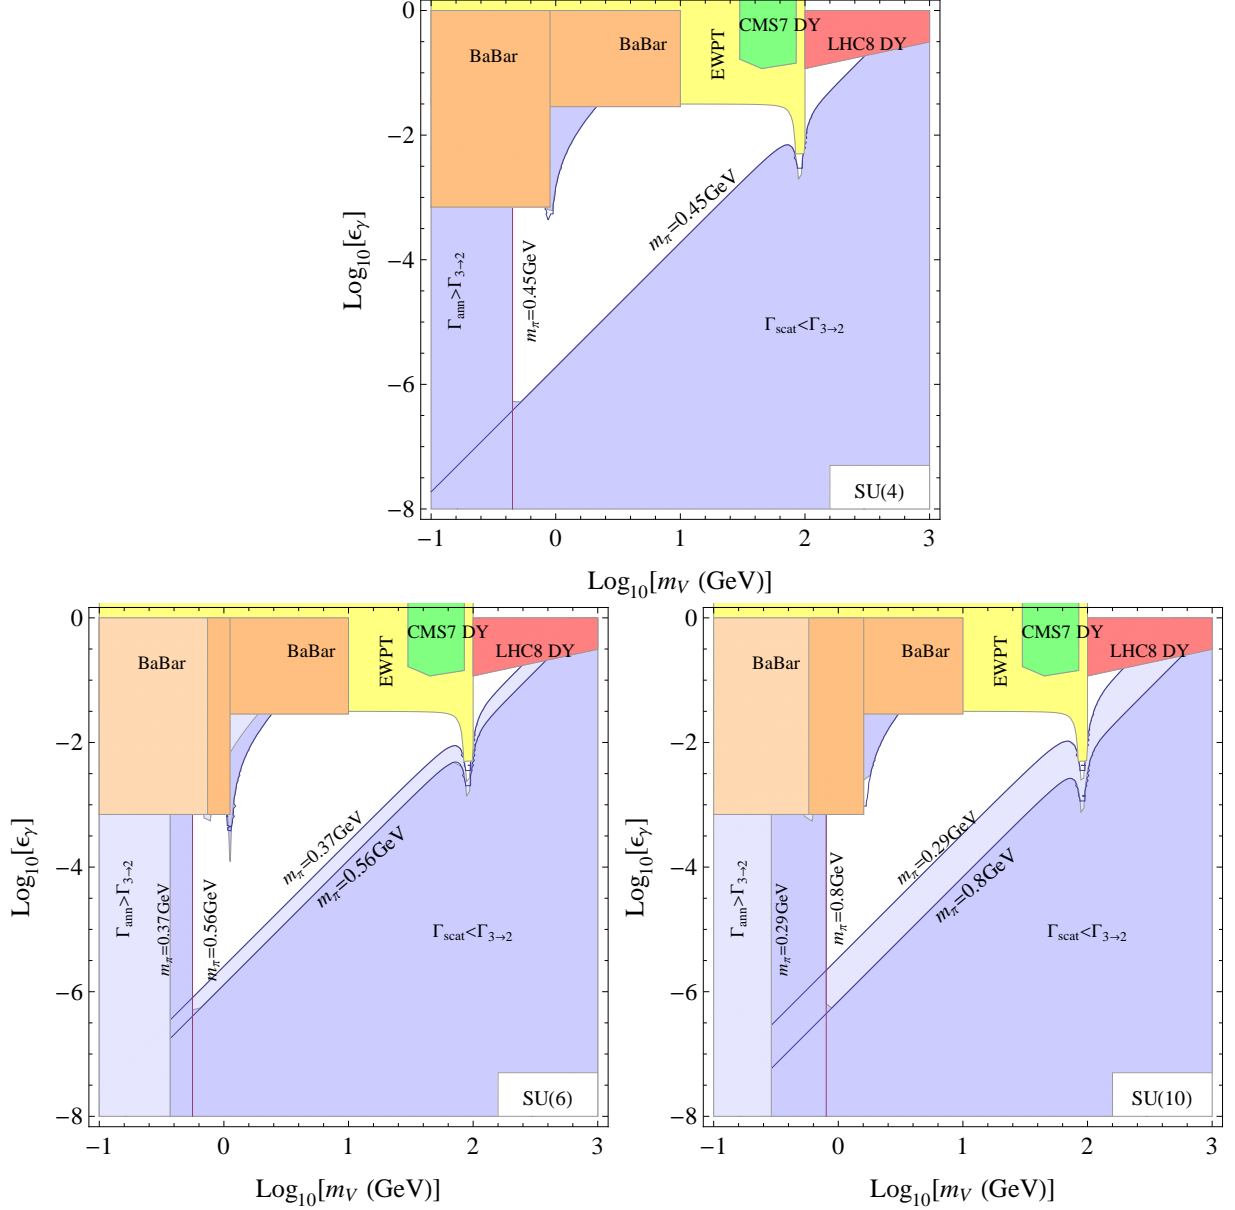 0
−2
−4
−6
−8
Log₁₀[ϵᵧ]
BaBar
BaBar
EWPT
CMS7 DY
LHC8 DY
Γann>Γ3→2
mπ=0.45GeV
mπ=0.45GeV
Γscat<Γ3→2
SU(4)
−1 0 1 2 3
Log₁₀[mV (GeV)]
0
−2
−4
−6
−8
Log₁₀[ϵᵧ]
BaBar
BaBar
EWPT
CMS7 DY
LHC8 DY
Γann>Γ3→2
mπ=0.37GeV
mπ=0.56GeV
mπ=0.37GeV
mπ=0.56GeV
Γscat<Γ3→2
SU(6)
−1 0 1 2 3
Log₁₀[mV (GeV)]
0
−2
−4
−6
−8
Log₁₀[ϵᵧ]
BaBar
BaBar
EWPT
CMS7 DY
LHC8 DY
Γann>Γ3→2
mπ=0.29GeV
mπ=0.8GeV
mπ=0.29GeV
mπ=0.8GeV
Γscat<Γ3→2
SU(10)
−1 0 1 2 3
Log₁₀[mV (GeV)]